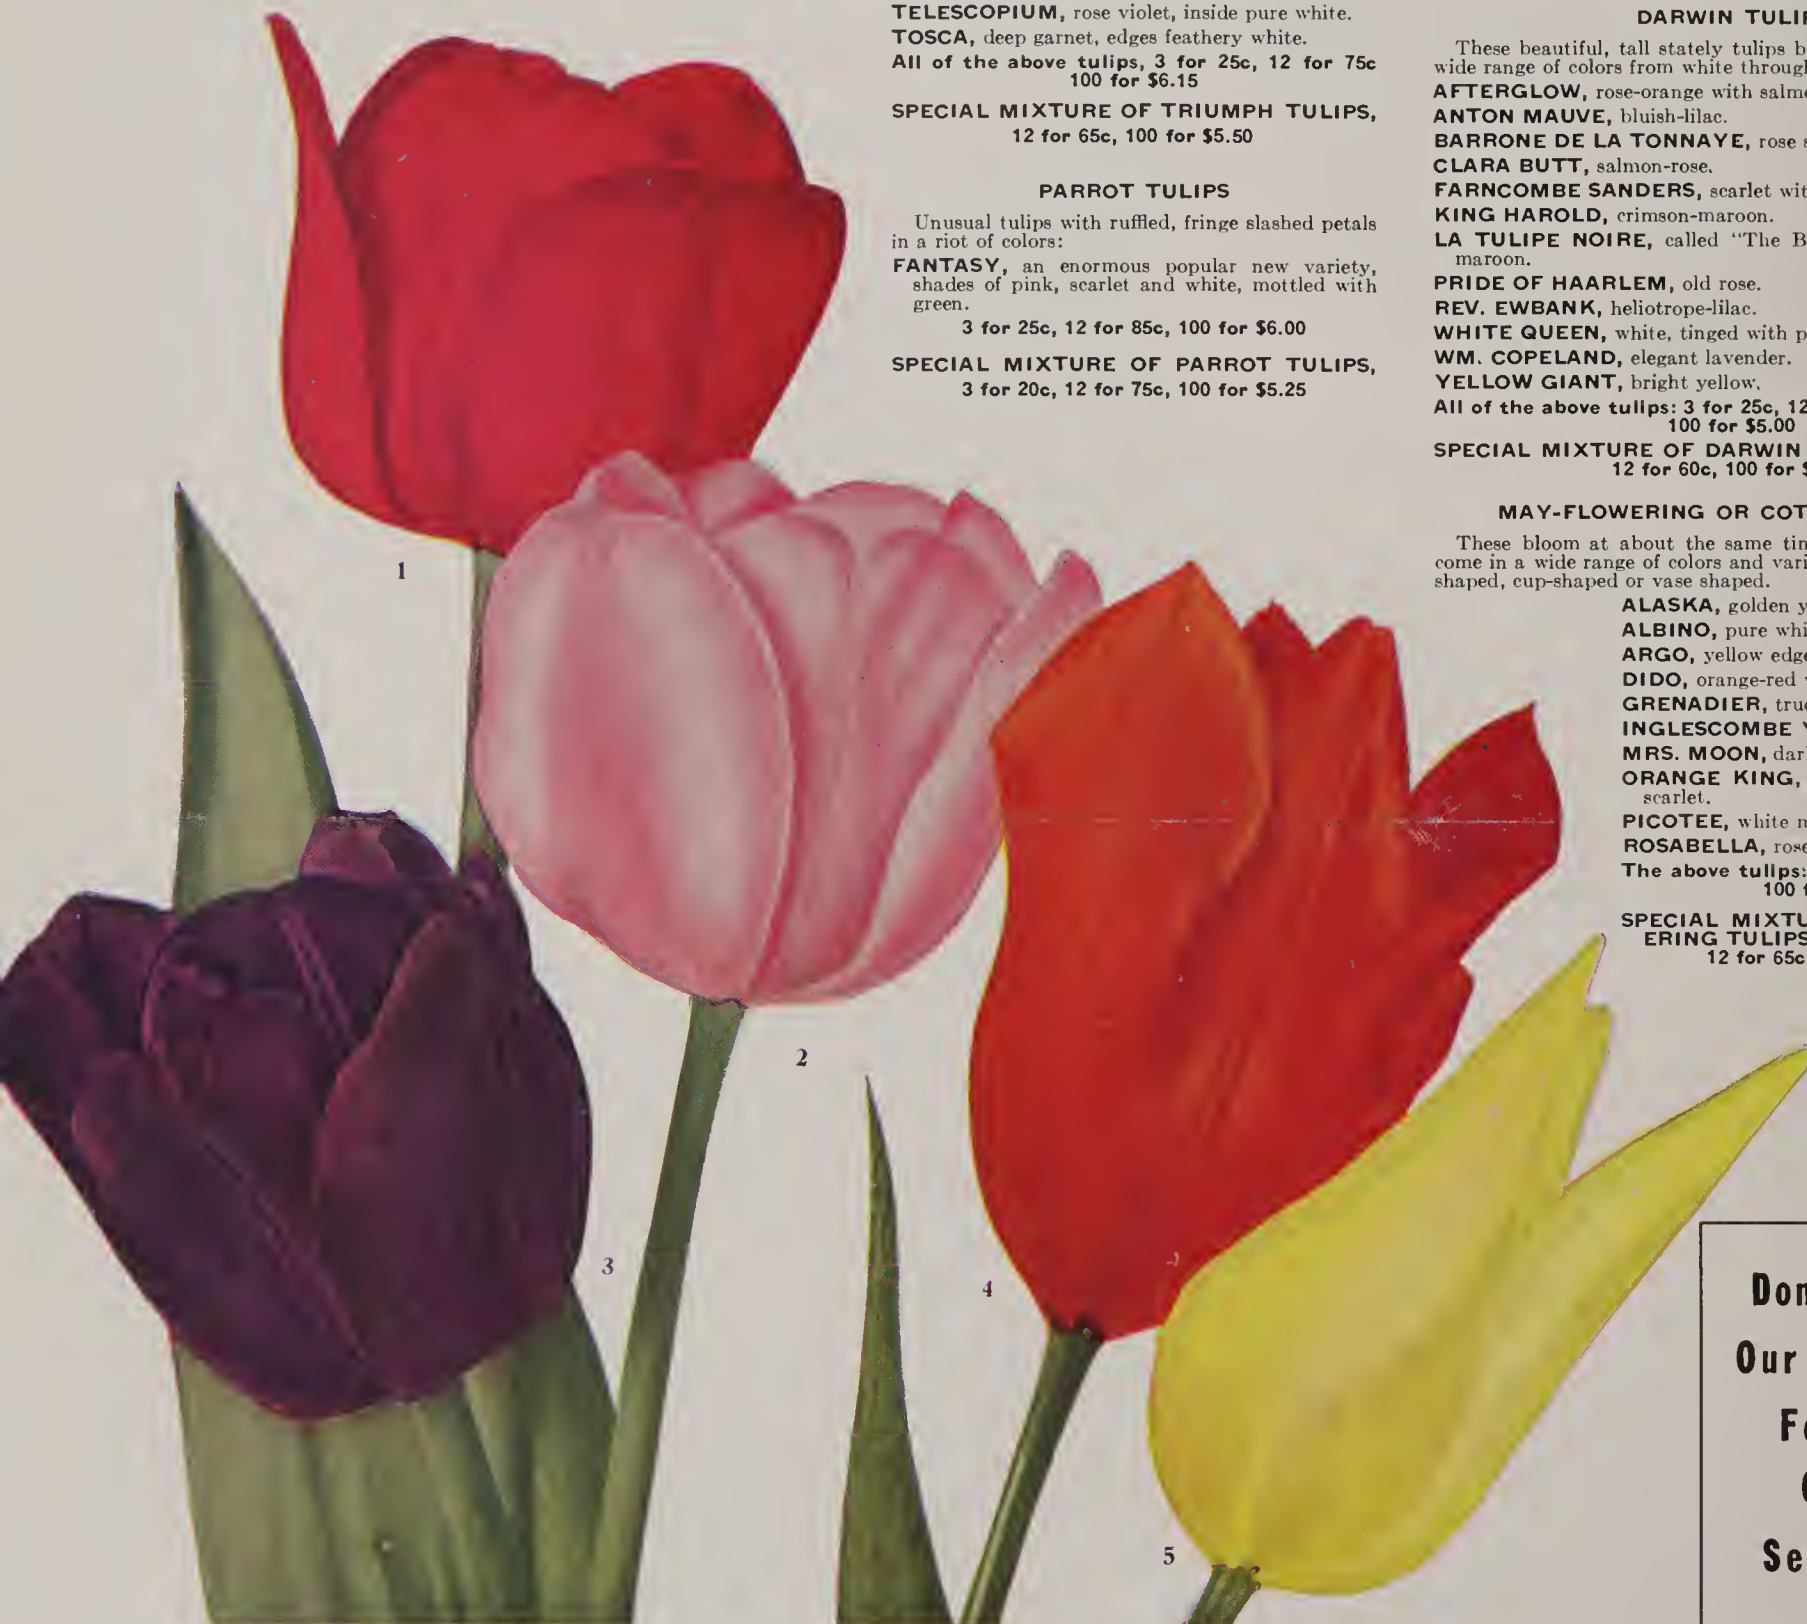 TELESCOPIUM, rose violet, inside pure white.
TOSCA, deep garnet, edges feathery white.
All of the above tulips, 3 for 25c, 12 for 75c
100 for $6.15
SPECIAL MIXTURE OF TRIUMPH TULIPS,
12 for 65c, 100 for $5.50
PARROT TULIPS
Unusual tulips with ruffled, fringe slashed petals
in a riot of colors:
FANTASY, an enormous popular new variety,
shades of pink, scarlet and white, mottled with
green.
3 for 25c, 12 for 85c, 100 for $6.00
SPECIAL MIXTURE OF PARROT TULIPS,
3 for 20c, 12 for 75c, 100 for $5.25
DARWIN
These beautiful, tall stately tulips
wide range of colors from white through
AFTERGLOW, rose-orange with
ANTON MAUVE, bluish-lilac.
BARRONE DE LA TONNAYE, rose
CLARA BUTT, salmon-rose.
FARNCOMBE SANDERS, scarlet
KING HAROLD, crimson-maroon.
LA TULIPE NOIRE, called "The
maroon.
PRIDE OF HAARLEM, old rose.
REV. EWBANK, heliotrope-lilac.
WHITE QUEEN, white, tinged with
WM. COPELAND, elegant lavender.
YELLOW GIANT, bright yellow.
All of the above tulips: 3 for 25c, 12
100 for $5.00
SPECIAL MIXTURE OF DARWIN
12 for 60c, 100 for
MAY-FLOWERING OR
These bloom at about the same
come in a wide range of colors and
shaped, cup-shaped or vase shaped.
ALASKA, golden
ALBINO, pure
ARGO, yellow
DIDO, orange-red
GRENADIER,
INGLESCOMBE
MRS. MOON,
ORANGE KING,
scarlet.
PICOTEE, white
ROSABELLA,
The above tulips:
100
SPECIAL
ERING TULIPS
12 for 65c
1
2
3
4
5
Our